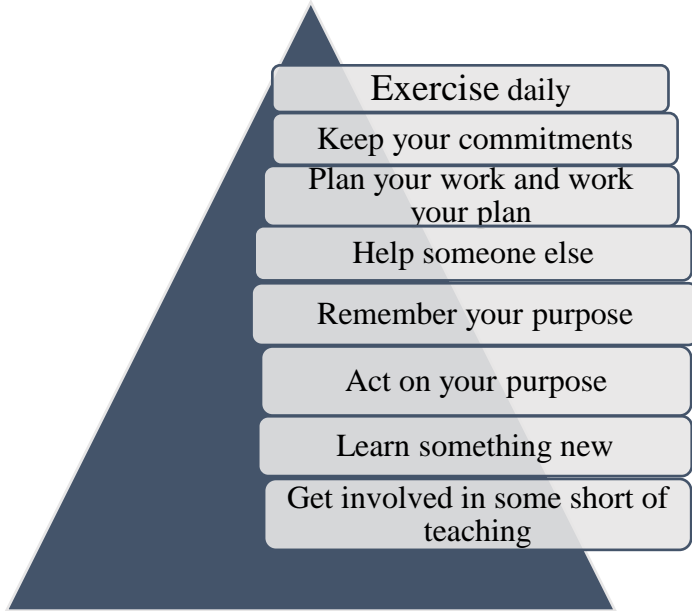 Exercise daily
Keep your commitments
Plan your work and work
your plan
Help someone else
Remember your purpose
Act on your purpose
Learn something new
Get involved in some short of
teaching